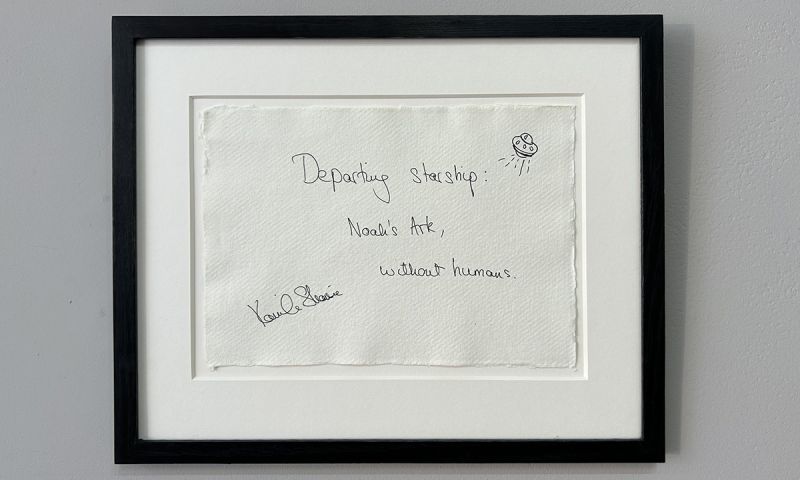 Departing starship:
Noah's Ark,
without humans.